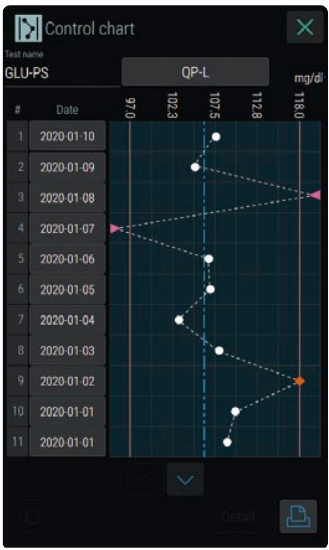 Control chart
Test name
GLU-PS
QP-L
mg/dl
# Date 97.0 102.3 107.5 112.8 118.0
1 2020-01-10
2 2020-01-09
3 2020-01-08
4 2020-01-07
5 2020-01-06
6 2020-01-05
7 2020-01-04
8 2020-01-03
9 2020-01-02
10 2020-01-01
11 2020-01-01
Detail